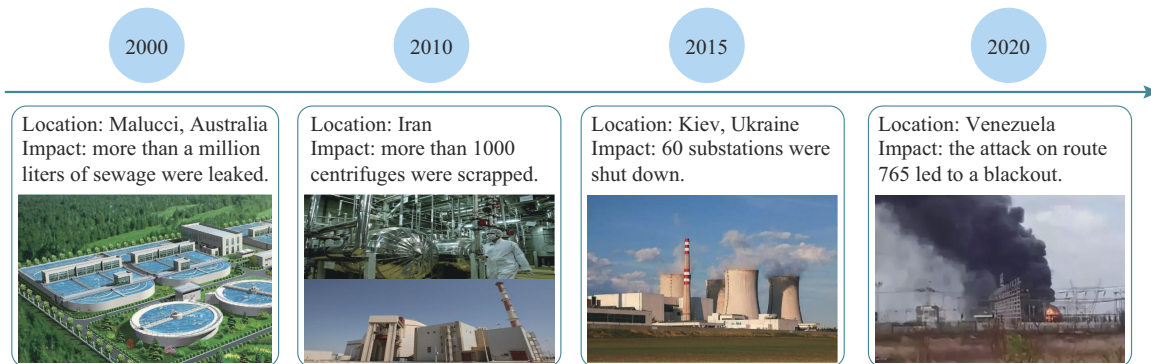 2000
2010
2015
2020
Location: Malucci, Australia
Impact: more than a million
liters of sewage were leaked.
Location: Iran
Impact: more than 1000
centrifuges were scrapped.
Location: Kiev, Ukraine
Impact: 60 substations were
shut down.
Location: Venezuela
Impact: the attack on route
765 led to a blackout.